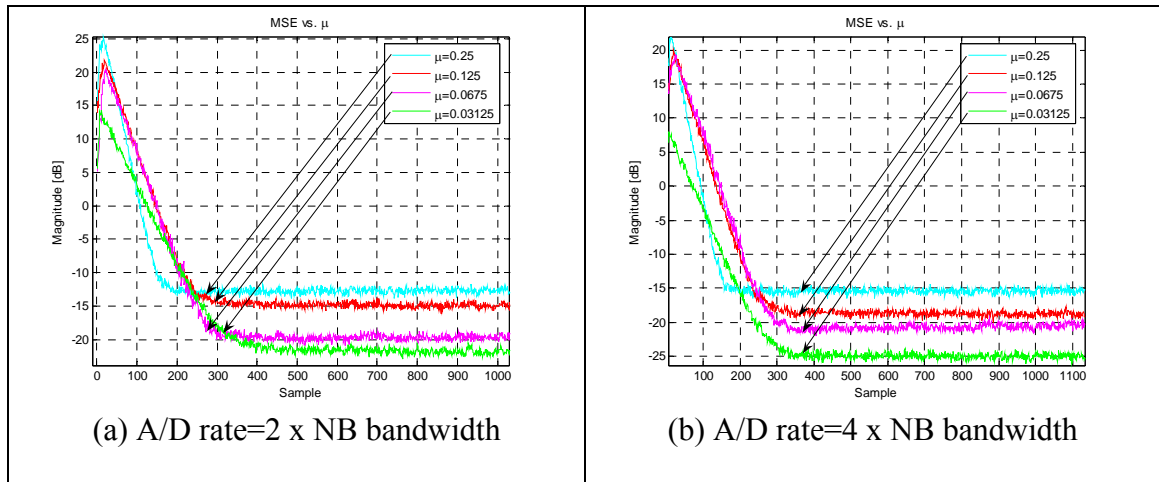 MSE vs. μ
25
20
15
10
5
0
-5
-10
-15
-20
Magnitude [dB]
0 100 200 300 400 500 600 700 800 900 1000
Sample
μ=0.25
μ=0.125
μ=0.0675
μ=0.03125
(a) A/D rate=2 x NB bandwidth
MSE vs. μ
20
15
10
5
0
-5
-10
-15
-20
-25
Magnitude [dB]
100 200 300 400 500 600 700 800 900 1000 1100
Sample
μ=0.25
μ=0.125
μ=0.0675
μ=0.03125
(b) A/D rate=4 x NB bandwidth